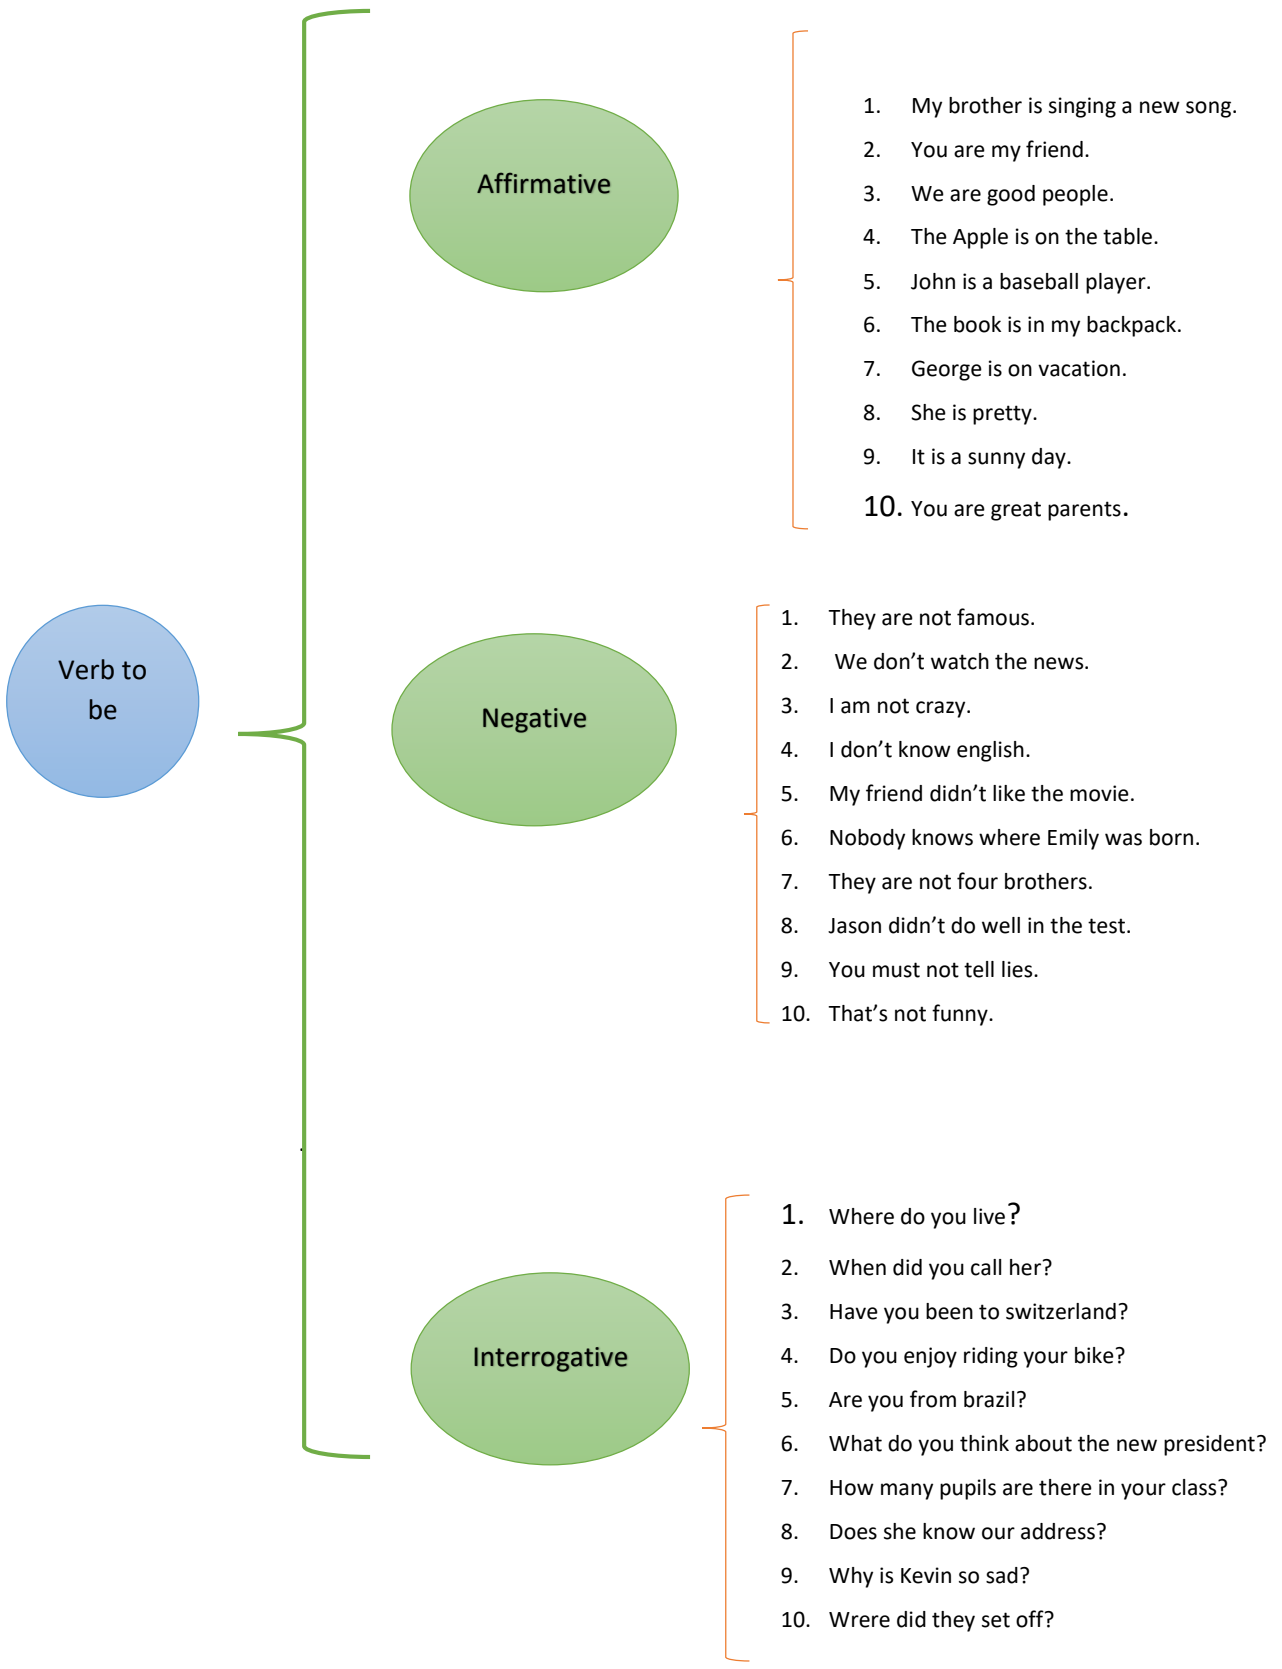 Verb to
be
Affirmative
1. My brother is singing a new song.
2. You are my friend.
3. We are good people.
4. The Apple is on the table.
5. John is a baseball player.
6. The book is in my backpack.
7. George is on vacation.
8. She is pretty.
9. It is a sunny day.
10. You are great parents.
Negative
1. They are not famous.
2. We don’t watch the news.
3. I am not crazy.
4. I don’t know english.
5. My friend didn’t like the movie.
6. Nobody knows where Emily was born.
7. They are not four brothers.
8. Jason didn’t do well in the test.
9. You must not tell lies.
10. That’s not funny.
Interrogative
1. Where do you live?
2. When did you call her?
3. Have you been to switzerland?
4. Do you enjoy riding your bike?
5. Are you from brazil?
6. What do you think about the new president?
7. How many pupils are there in your class?
8. Does she know our address?
9. Why is Kevin so sad?
10. Wrere did they set off?